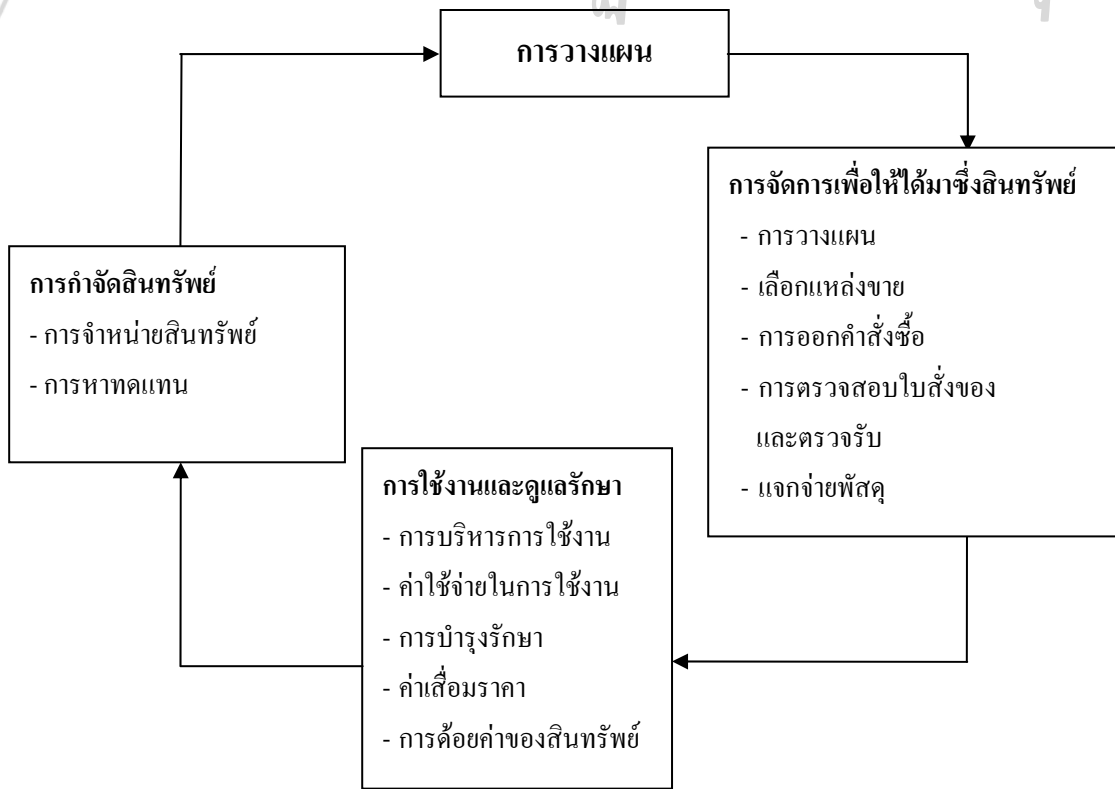 การวางแผน
การจัดการเพื่อให้ได้มาซึ่งสินทรัพย์
- การวางแผน
- เลือกแหล่งขาย
- การออกคำสั่งซื้อ
- การตรวจสอบใบสั่งของ
และตรวจรับ
- แจกจ่ายพัสดุ
การใช้งานและดูแลรักษา
- การบริหารการใช้งาน
- ค่าใช้จ่ายในการใช้งาน
- การบำรุงรักษา
- ค่าเสื่อมราคา
- การด้อยค่าของสินทรัพย์
การกำจัดสินทรัพย์
- การจำหน่ายสินทรัพย์
- การหาทดแทน